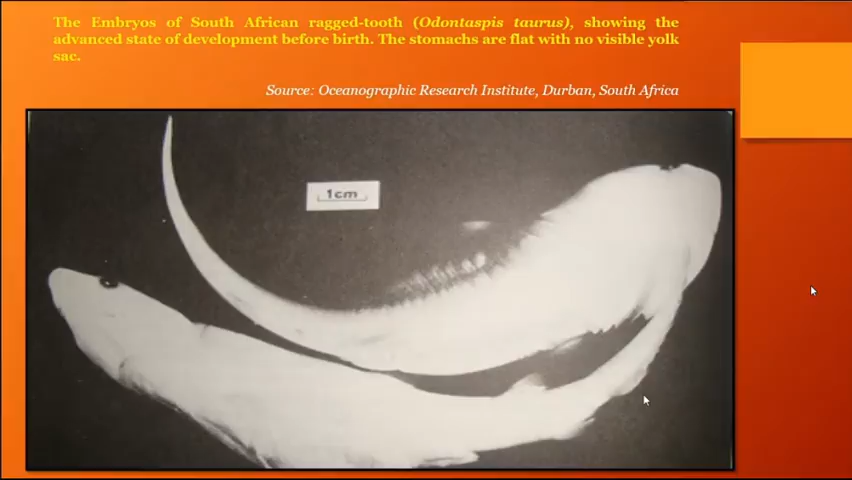 The Embryos of South African ragged-tooth (Odontaspis taurus), showing the
advanced state of development before birth. The stomachs are flat with no visible yolk
sac.
Source: Oceanographic Research Institute, Durban, South Africa
1cm